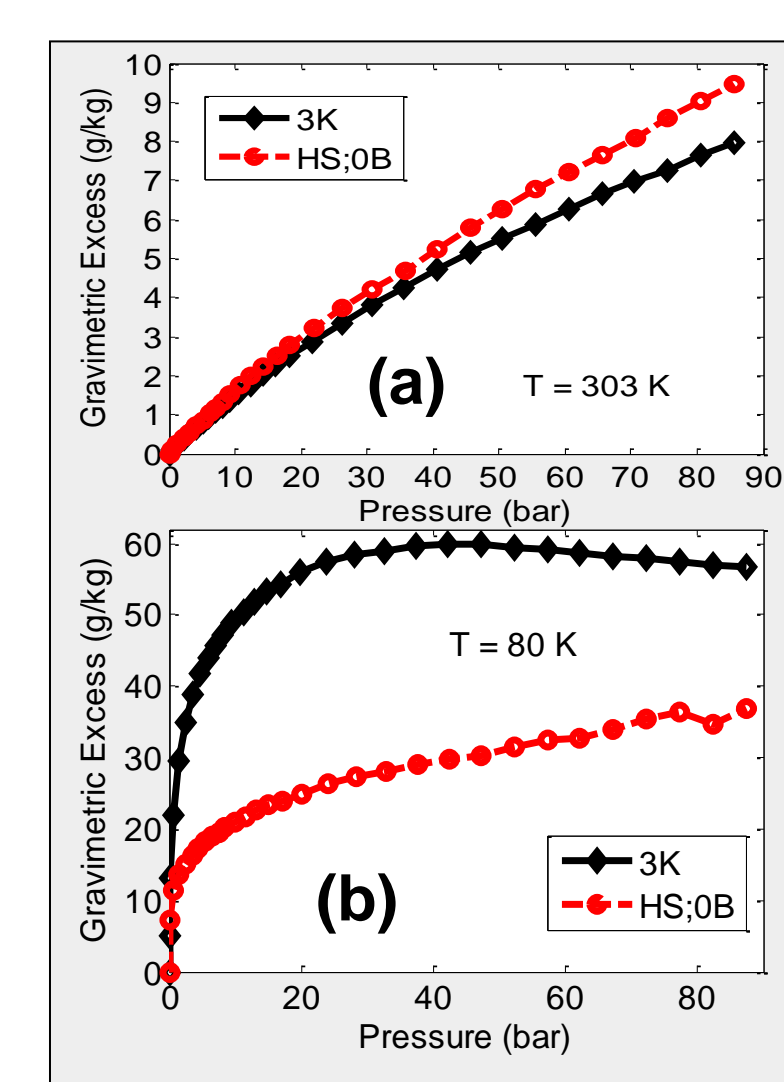 Gravimetric Excess (g/kg)
10
9
8
7
6
5
4
3
2
1
0
3K
HS;0B
(a)
T = 303 K
0 10 20 30 40 50 60 70 80 90
Pressure (bar)
Gravimetric Excess (g/kg)
60
50
40
30
20
10
0
T = 80 K
(b)
3K
HS;0B
0 20 40 60 80
Pressure (bar)